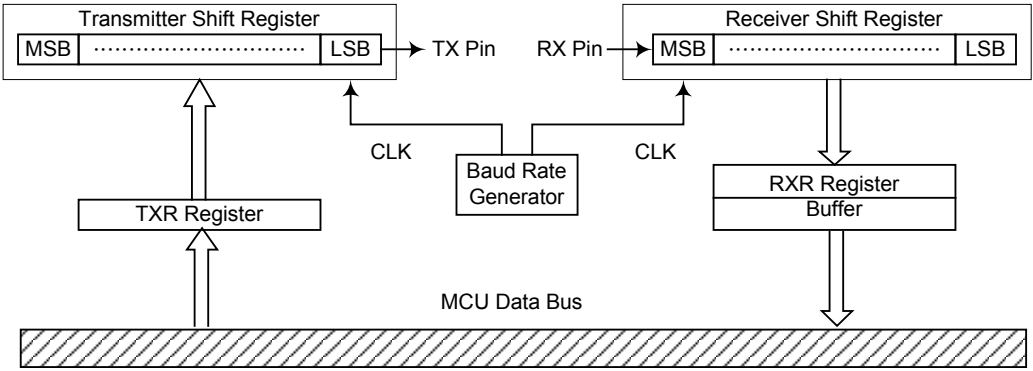 Transmitter Shift Register
MSB ............................ LSB
TX Pin
RX Pin
Receiver Shift Register
MSB ............................ LSB
CLK
CLK
Baud Rate
Generator
TXR Register
RXR Register
Buffer
MCU Data Bus